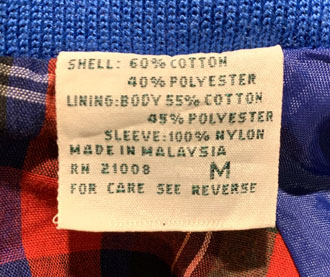 SHELL: 60% COTTON
40% POLYESTER
LINING:BODY 55% COTTON
45% POLYESTER
SLEEVE:100% NYLON
MADE IN MALAYSIA
RN 21008 M
FOR CARE SEE REVERSE